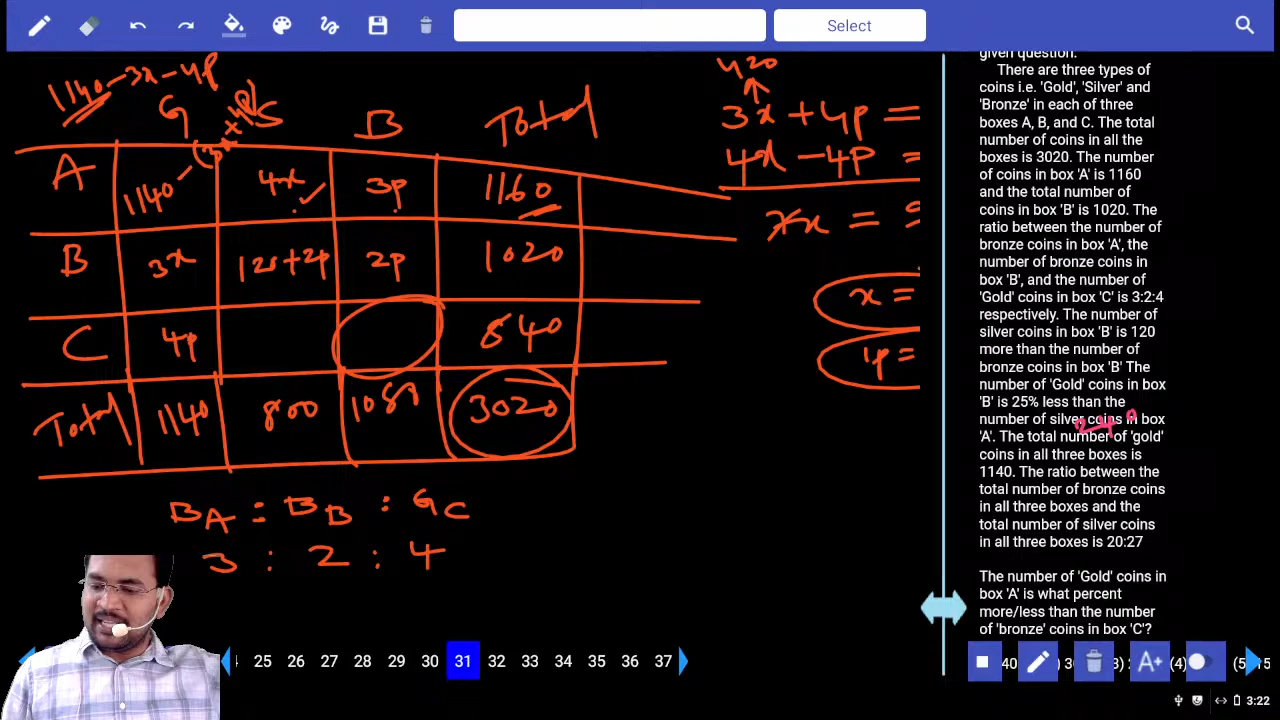 Select
given question.
There are three types of
coins i.e. 'Gold', 'Silver' and
'Bronze' in each of three
boxes A, B, and C. The total
number of coins in all the
boxes is 3020. The number
of coins in box 'A' is 1160
and the total number of
coins in box 'B' is 1020. The
ratio between the number of
bronze coins in box 'A', the
number of bronze coins in
box 'B', and the number of
'Gold' coins in box 'C' is 3:2:4
respectively. The number of
silver coins in box 'B' is 120
more than the number of
bronze coins in box 'B' The
number of 'Gold' coins in box
'B' is 25% less than the
number of silver coins in box
'A'. The total number of 'gold'
coins in all three boxes is
1140. The ratio between the
total number of bronze coins
in all three boxes and the
total number of silver coins
in all three boxes is 20:27
The number of 'Gold' coins in
box 'A' is what percent
more/less than the number
of 'bronze' coins in box 'C'?
1140-3x-4p
G S B Total
A 1140-(3x+4p) 4x ✓ 3p 1160
B 3x 120+2p 2p 1020
C 4p 840
Total 1140 800 1080 3020
B_A : B_B : G_C
3 : 2 : 4
420
3x+4p =
4x-4p =
7x = 9
x =
1p =
240
25 26 27 28 29 30 31 32 33 34 35 36 37
A+
(4)
3:22